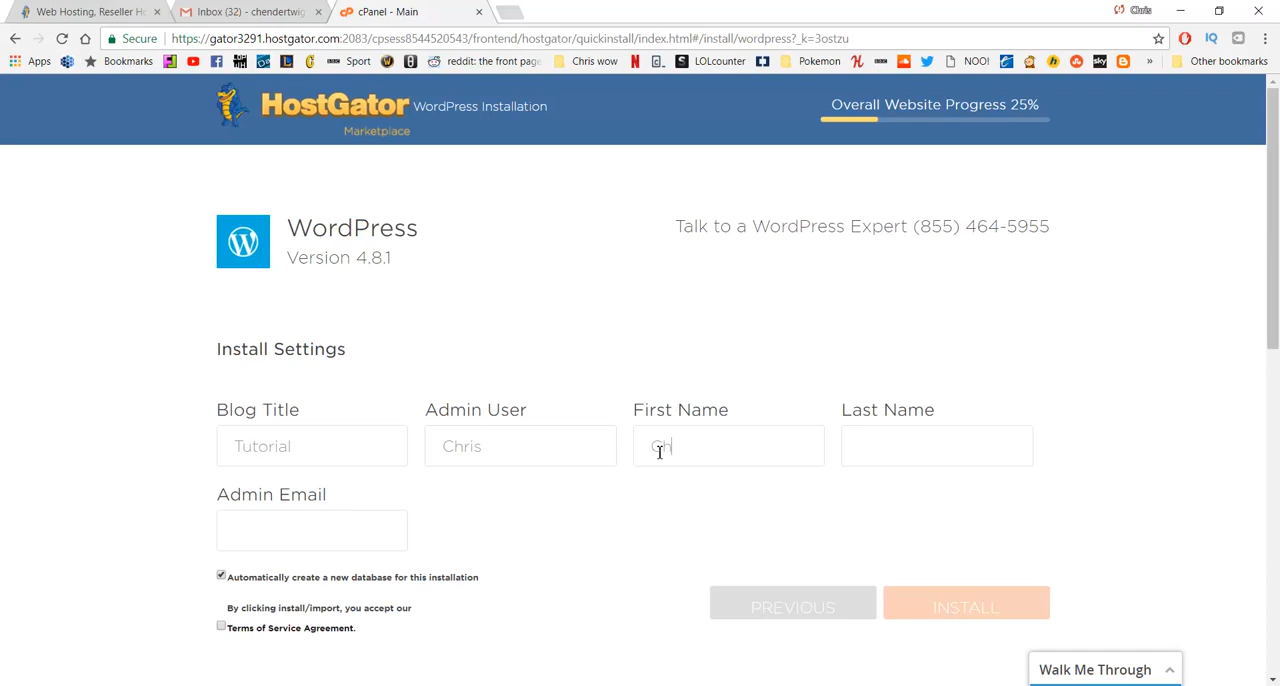 Web Hosting, Reseller Ho
Inbox (32) - chendertwig
cPanel - Main
Chris
Secure
https://gator3291.hostgator.com:2083/cpsess8544520543/frontend/hostgator/quickinstall/index.html#/install/wordpress?_k=3ostzu
Apps
Bookmarks
Sport
reddit: the front page
Chris wow
LOLcounter
Pokemon
NOO!
sky
»
Other bookmarks
HostGator
Marketplace
WordPress Installation
Overall Website Progress 25%
WordPress
Version 4.8.1
Talk to a WordPress Expert (855) 464-5955
Install Settings
Blog Title
Admin User
First Name
Last Name
Tutorial
Chris
Ch
Admin Email
Automatically create a new database for this installation
By clicking install/import, you accept our
Terms of Service Agreement.
PREVIOUS
INSTALL
Walk Me Through